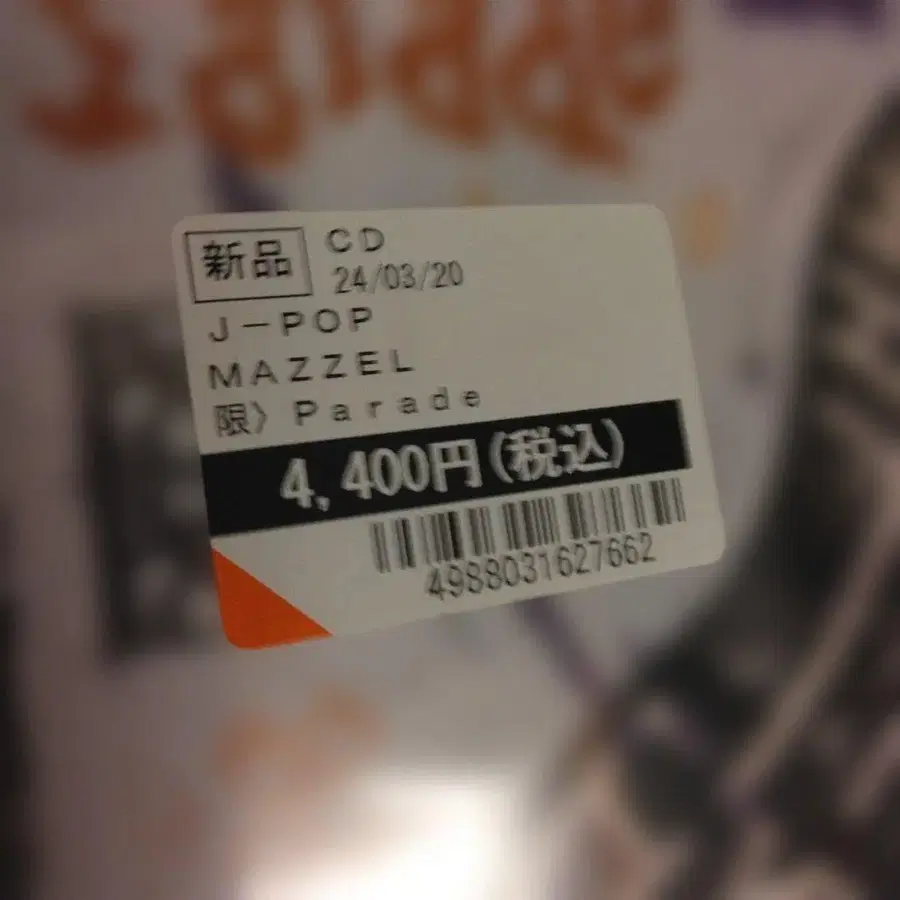 新品 CD
24/03/20
J－POP
MAZZEL
限〉Parade
4,400円(税込)
4988031627662